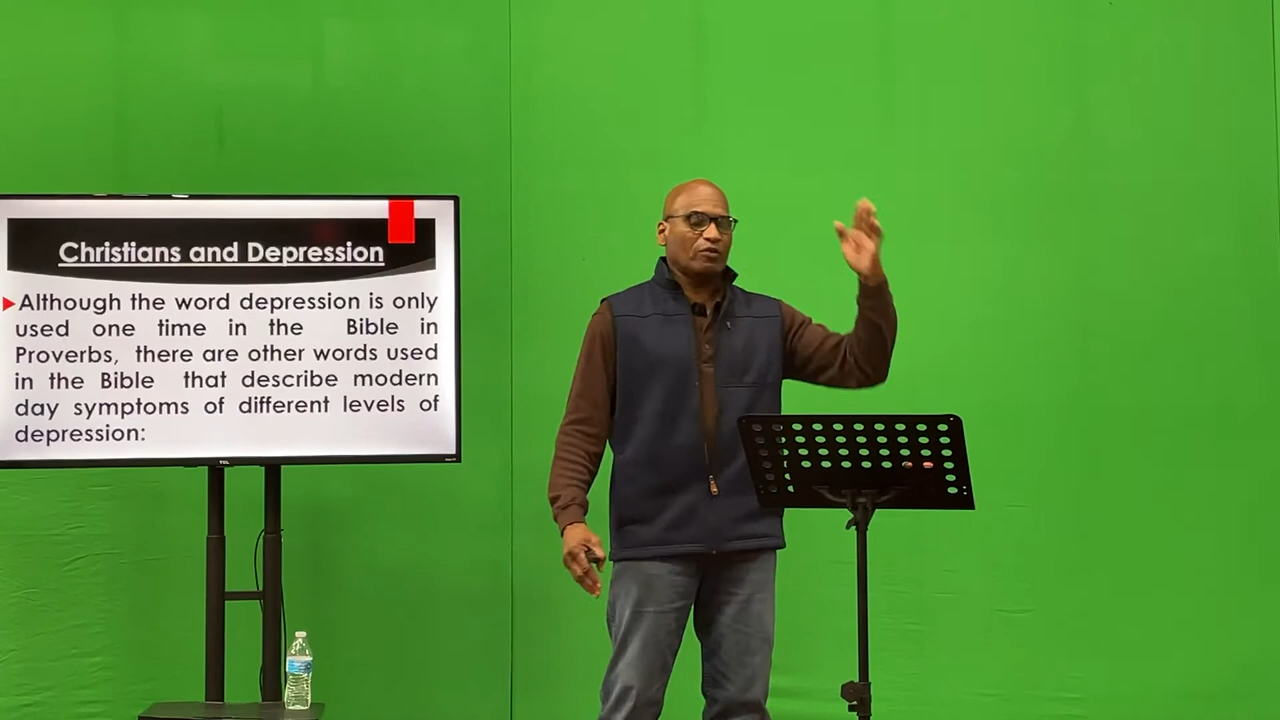 Christians and Depression
Although the word depression is only
used one time in the Bible in
Proverbs, there are other words used
in the Bible that describe modern
day symptoms of different levels of
depression:
TCL